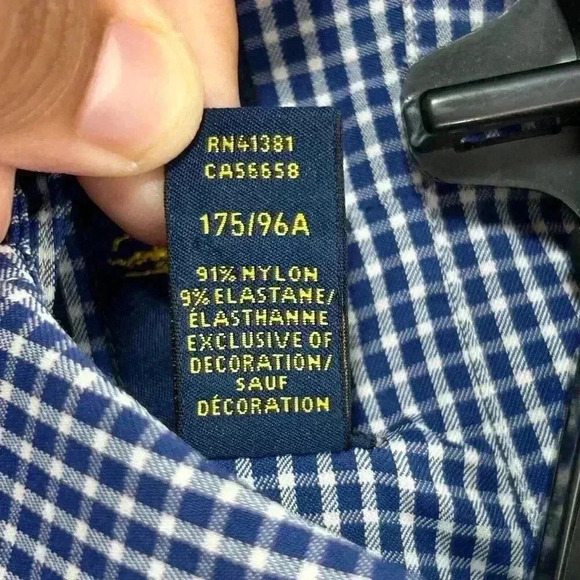 RN41381
CA56658
175/96A
91% NYLON
9% ELASTANE/
ÉLASTHANNE
EXCLUSIVE OF
DECORATION/
SAUF
DÉCORATION